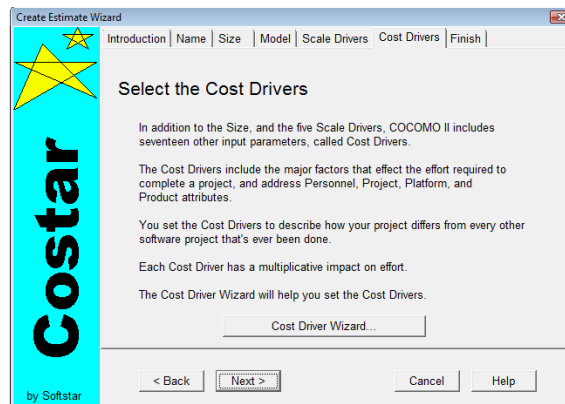 Create Estimate Wizard
Introduction Name Size Model Scale Drivers Cost Drivers Finish
Select the Cost Drivers
In addition to the Size, and the five Scale Drivers, COCOMO II includes
seventeen other input parameters, called Cost Drivers.
The Cost Drivers include the major factors that effect the effort required to
complete a project, and address Personnel, Project, Platform, and
Product attributes.
You set the Cost Drivers to describe how your project differs from every other
software project that's ever been done.
Each Cost Driver has a multiplicative impact on effort.
The Cost Driver Wizard will help you set the Cost Drivers.
Cost Driver Wizard...
< Back Next > Cancel Help
Costar
by Softstar